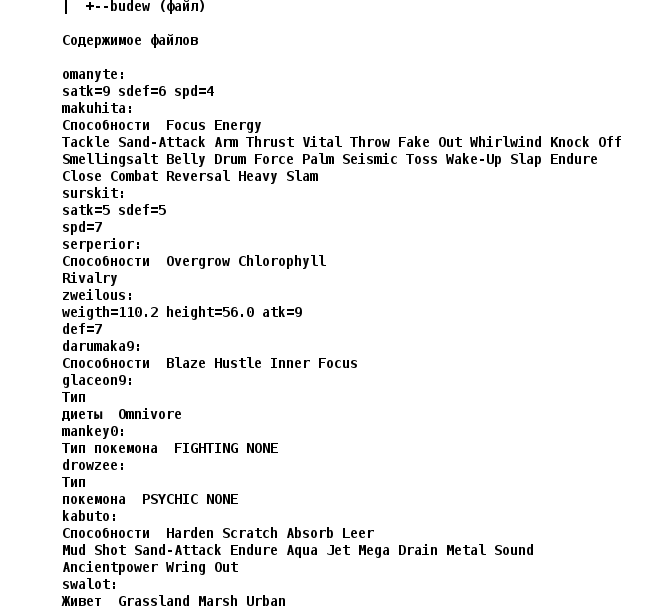 | +--budew (файл)
Содержимое файлов
omanyte:
satk=9 sdef=6 spd=4
makuhita:
Способности  Focus Energy
Tackle Sand-Attack Arm Thrust Vital Throw Fake Out Whirlwind Knock Off
Smellingsalt Belly Drum Force Palm Seismic Toss Wake-Up Slap Endure
Close Combat Reversal Heavy Slam
surskit:
satk=5 sdef=5
spd=7
serperior:
Способности  Overgrow Chlorophyll
Rivalry
zweilous:
weigth=110.2 height=56.0 atk=9
def=7
darumaka9:
Способности  Blaze Hustle Inner Focus
glaceon9:
Тип
диеты  Omnivore
mankey0:
Тип покемона  FIGHTING NONE
drowzee:
Тип
покемона  PSYCHIC NONE
kabuto:
Способности  Harden Scratch Absorb Leer
Mud Shot Sand-Attack Endure Aqua Jet Mega Drain Metal Sound
Ancientpower Wring Out
swalot:
Живет  Grassland Marsh Urban